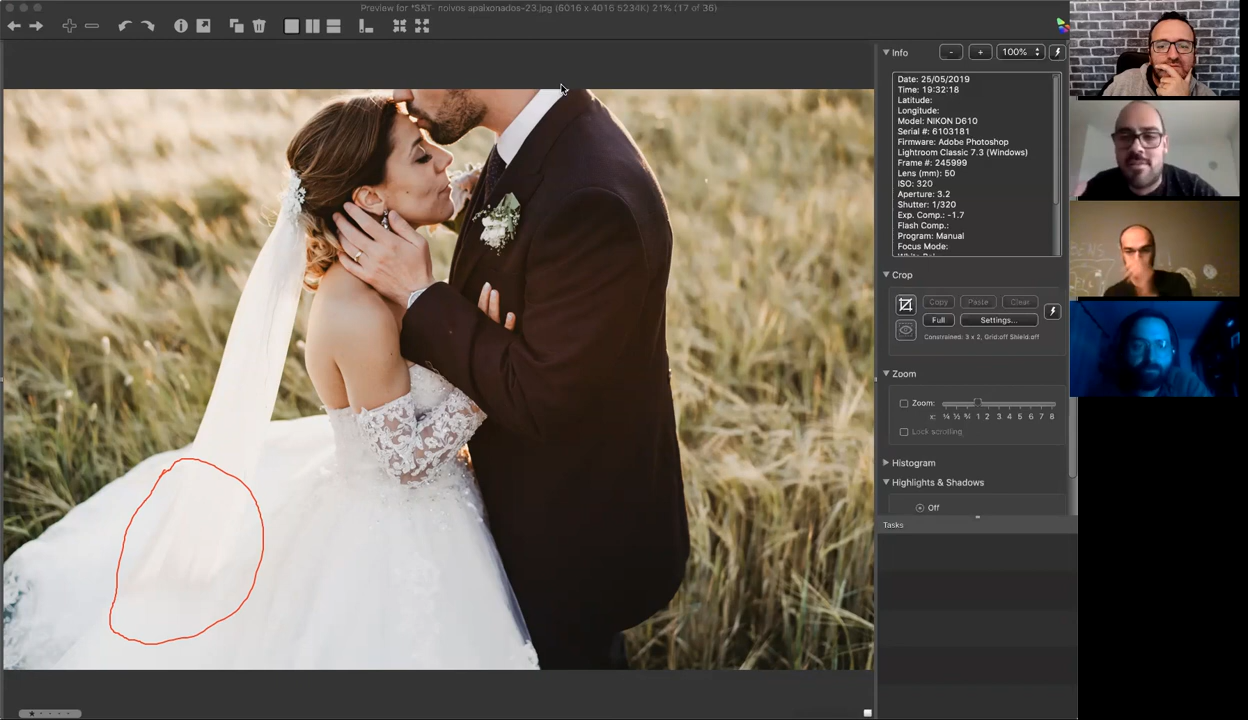 Preview for *S&T- noivos apaixonados-23.jpg (6016 x 4016 5234K) 21% (17 of 36)
Info
-
+
100%
Date: 25/05/2019
Time: 19:32:18
Latitude:
Longitude:
Model: NIKON D610
Serial #: 6103181
Firmware: Adobe Photoshop
Lightroom Classic 7.3 (Windows)
Frame #: 245999
Lens (mm): 50
ISO: 320
Aperture: 3.2
Shutter: 1/320
Exp. Comp.: -1.7
Flash Comp.:
Program: Manual
Focus Mode:
Crop
Copy Paste Clear
Full Settings...
Constrained: 3 x 2, Grid:off Shield:off
Zoom
Zoom:
x: ¼ ½ ¾ 1 2 3 4 5 6 7 8
Lock scrolling
Histogram
Highlights & Shadows
Off
Tasks